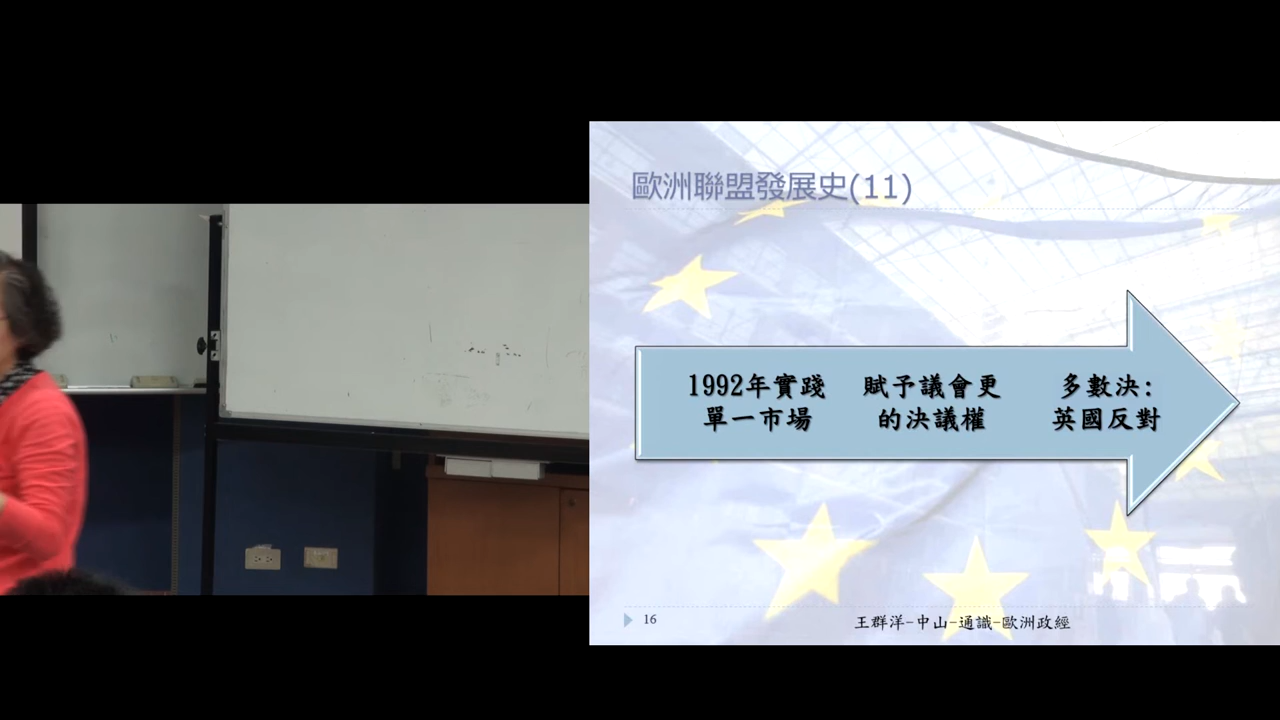 歐洲聯盟發展史(11)
1992年實踐
單一市場
賦予議會更
的決議權
多數決:
英國反對
16
王群洋-中山-通識-歐洲政經